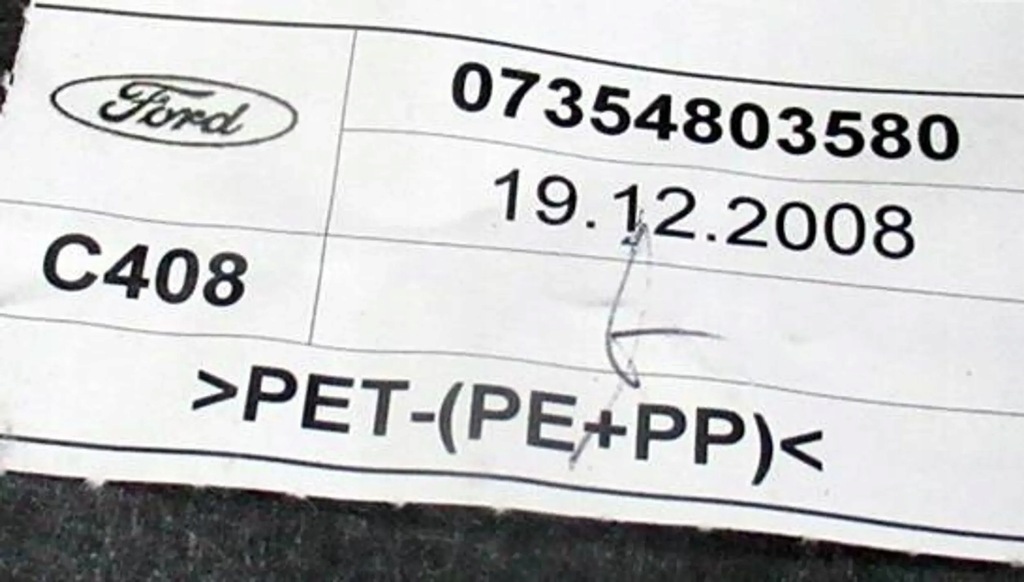 Ford
07354803580
19.12.2008
C408
>PET-(PE+PP)<